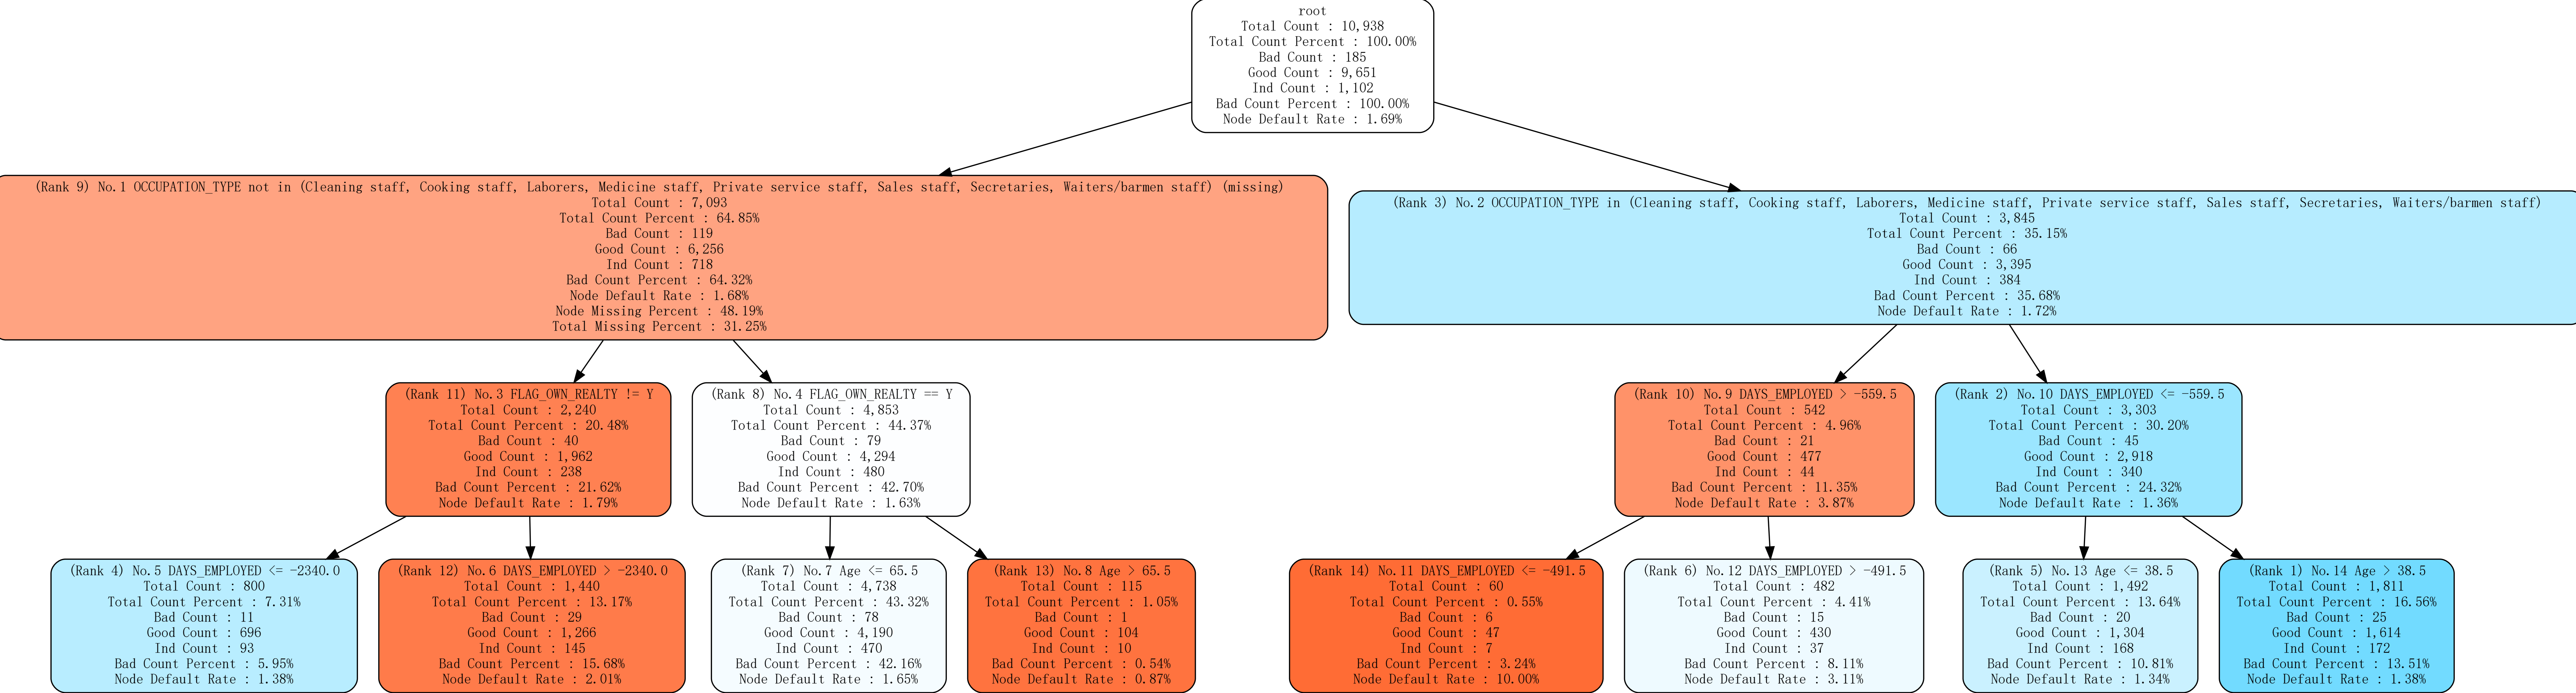 root
Total Count : 10,938
Total Count Percent : 100.00%
Bad Count : 185
Good Count : 9,651
Ind Count : 1,102
Bad Count Percent : 100.00%
Node Default Rate : 1.69%
(Rank 9) No.1 OCCUPATION_TYPE not in (Cleaning staff, Cooking staff, Laborers, Medicine staff, Private service staff, Sales staff, Secretaries, Waiters/barmen staff) (missing)
Total Count : 7,093
Total Count Percent : 64.85%
Bad Count : 119
Good Count : 6,256
Ind Count : 718
Bad Count Percent : 64.32%
Node Default Rate : 1.68%
Node Missing Percent : 48.19%
Total Missing Percent : 31.25%
(Rank 3) No.2 OCCUPATION_TYPE in (Cleaning staff, Cooking staff, Laborers, Medicine staff, Private service staff, Sales staff, Secretaries, Waiters/barmen staff)
Total Count : 3,845
Total Count Percent : 35.15%
Bad Count : 66
Good Count : 3,395
Ind Count : 384
Bad Count Percent : 35.68%
Node Default Rate : 1.72%
(Rank 11) No.3 FLAG_OWN_REALTY != Y
Total Count : 2,240
Total Count Percent : 20.48%
Bad Count : 40
Good Count : 1,962
Ind Count : 238
Bad Count Percent : 21.62%
Node Default Rate : 1.79%
(Rank 8) No.4 FLAG_OWN_REALTY == Y
Total Count : 4,853
Total Count Percent : 44.37%
Bad Count : 79
Good Count : 4,294
Ind Count : 480
Bad Count Percent : 42.70%
Node Default Rate : 1.63%
(Rank 10) No.9 DAYS_EMPLOYED > -559.5
Total Count : 542
Total Count Percent : 4.96%
Bad Count : 21
Good Count : 477
Ind Count : 44
Bad Count Percent : 11.35%
Node Default Rate : 3.87%
(Rank 2) No.10 DAYS_EMPLOYED <= -559.5
Total Count : 3,303
Total Count Percent : 30.20%
Bad Count : 45
Good Count : 2,918
Ind Count : 340
Bad Count Percent : 24.32%
Node Default Rate : 1.36%
(Rank 4) No.5 DAYS_EMPLOYED <= -2340.0
Total Count : 800
Total Count Percent : 7.31%
Bad Count : 11
Good Count : 696
Ind Count : 93
Bad Count Percent : 5.95%
Node Default Rate : 1.38%
(Rank 12) No.6 DAYS_EMPLOYED > -2340.0
Total Count : 1,440
Total Count Percent : 13.17%
Bad Count : 29
Good Count : 1,266
Ind Count : 145
Bad Count Percent : 15.68%
Node Default Rate : 2.01%
(Rank 7) No.7 Age <= 65.5
Total Count : 4,738
Total Count Percent : 43.32%
Bad Count : 78
Good Count : 4,190
Ind Count : 470
Bad Count Percent : 42.16%
Node Default Rate : 1.65%
(Rank 13) No.8 Age > 65.5
Total Count : 115
Total Count Percent : 1.05%
Bad Count : 1
Good Count : 104
Ind Count : 10
Bad Count Percent : 0.54%
Node Default Rate : 0.87%
(Rank 14) No.11 DAYS_EMPLOYED <= -491.5
Total Count : 60
Total Count Percent : 0.55%
Bad Count : 6
Good Count : 47
Ind Count : 7
Bad Count Percent : 3.24%
Node Default Rate : 10.00%
(Rank 6) No.12 DAYS_EMPLOYED > -491.5
Total Count : 482
Total Count Percent : 4.41%
Bad Count : 15
Good Count : 430
Ind Count : 37
Bad Count Percent : 8.11%
Node Default Rate : 3.11%
(Rank 5) No.13 Age <= 38.5
Total Count : 1,492
Total Count Percent : 13.64%
Bad Count : 20
Good Count : 1,304
Ind Count : 168
Bad Count Percent : 10.81%
Node Default Rate : 1.34%
(Rank 1) No.14 Age > 38.5
Total Count : 1,811
Total Count Percent : 16.56%
Bad Count : 25
Good Count : 1,614
Ind Count : 172
Bad Count Percent : 13.51%
Node Default Rate : 1.38%